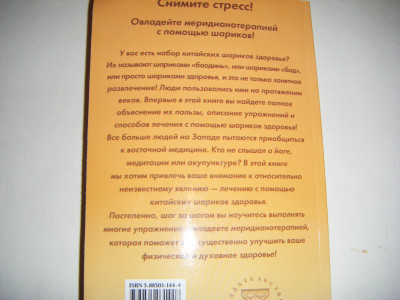 Снимите стресс!
Овладейте меридианотерапией
с помощью шариков!
У вас есть набор китайских шариков здоровья?
Их называют шариками «баодинь», или шариками «бад»,
или просто шариками здоровья, и это не только занятное
развлечение! Люди пользовались ими на протяжении
веков. Впервые в этой книге вы найдете полное
объяснение их пользы, описание упражнений и
способов лечения с помощью шариков здоровья!
Все больше людей на Западе пытаются приобщиться
к восточной медицине. Кто не слышал о йоге,
медитации или акупунктуре? В этой книге
мы хотим привлечь ваше внимание к относительно
неизвестному явлению — лечению с помощью
китайских шариков здоровья.
Постепенно, шаг за шагом вы научитесь выполнять
многие упражнения, овладеете меридианотерапией,
которая поможет вам существенно улучшить ваше
физическое и духовное здоровье!
ISBN 5-88503-144-4
ИЗДАТЕЛЬСТВО